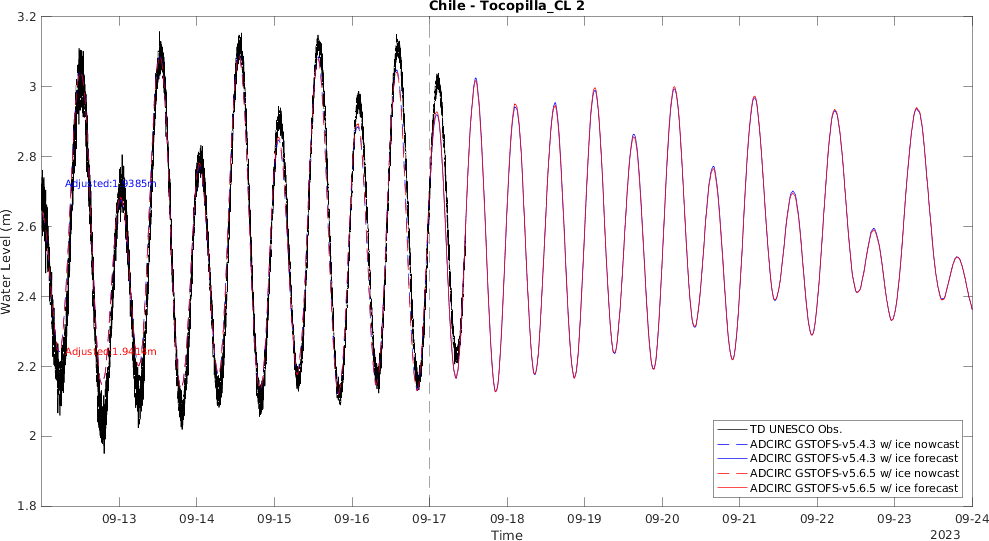 Chile - Tocopilla_CL 2
3.2
3
2.8
2.6
2.4
2.2
2
1.8
Water Level (m)
Adjusted:1.9385m
TD UNESCO Obs.
ADCIRC GSTOFS-v5.4.3 w/ ice nowcast
ADCIRC GSTOFS-v5.4.3 w/ ice forecast
ADCIRC GSTOFS-v5.6.5 w/ ice nowcast
ADCIRC GSTOFS-v5.6.5 w/ ice forecast
09-13 09-14 09-15 09-16 09-17 09-18 09-19 09-20 09-21 09-22 09-23 09-24
Time
2023